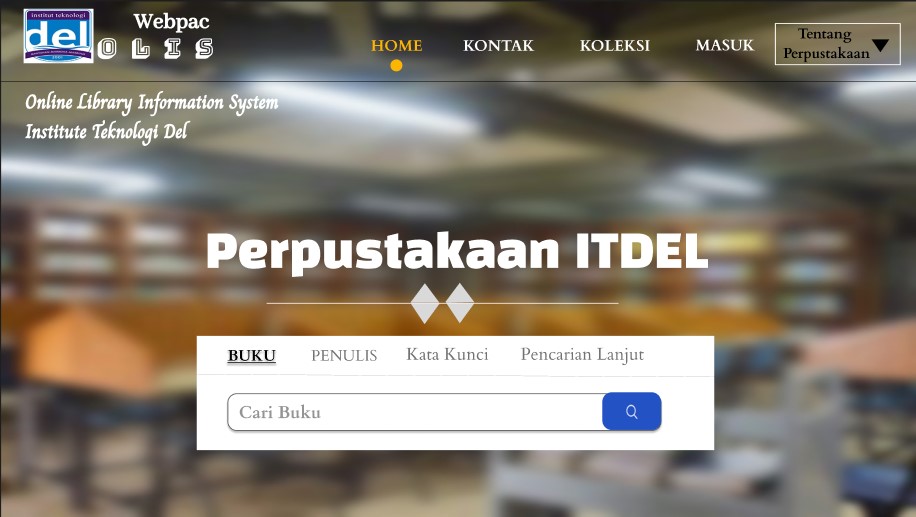 institut teknologi
del
Webpac
OLIS
HOME
KONTAK
KOLEKSI
MASUK
Tentang
Perpustakaan
Online Library Information System
Institute Teknologi Del
Perpustakaan ITDEL
BUKU
PENULIS
Kata Kunci
Pencarian Lanjut
Cari Buku